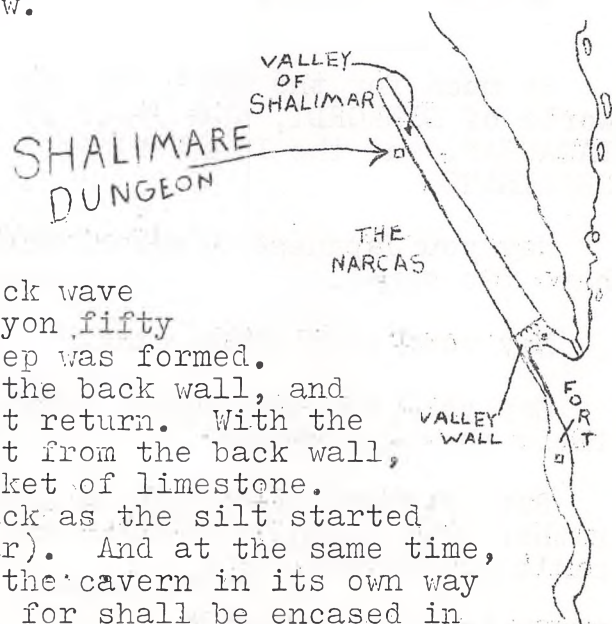 w.
VALLEY
OF
SHALIMAR
SHALIMARE
DUNGEON
THE
NARCAS
ck wave
yon fifty
ep was formed.
the back wall, and
t return. With the
t from the back wall,
ket of limestone.
ck as the silt started
r). And at the same time,
the cavern in its own way
for shall be encased in
VALLEY
WALL
FORT